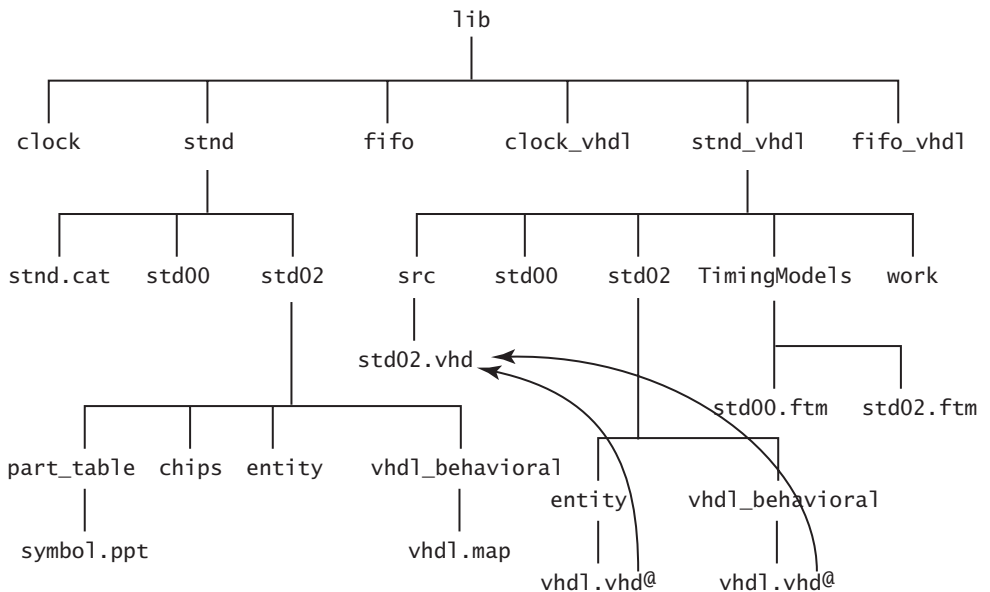 lib
clock stnd fifo clock_vhdl stnd_vhdl fifo_vhdl
stnd.cat std00 std02 src std00 std02 TimingModels work
std02.vhd
std00.ftm std02.ftm
part_table chips entity vhdl_behavioral
entity vhdl_behavioral
symbol.ppt vhdl.map
vhdl.vhd@ vhdl.vhd@